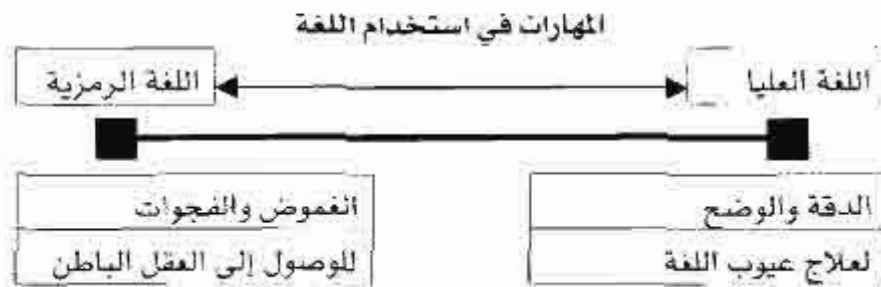 المهارات في استخدام اللغة
اللغة العليا
اللغة الرمزية
الدقة والوضح
الغموض والفجوات
لعلاج عيوب اللغة
للوصول إلى العقل الباطن